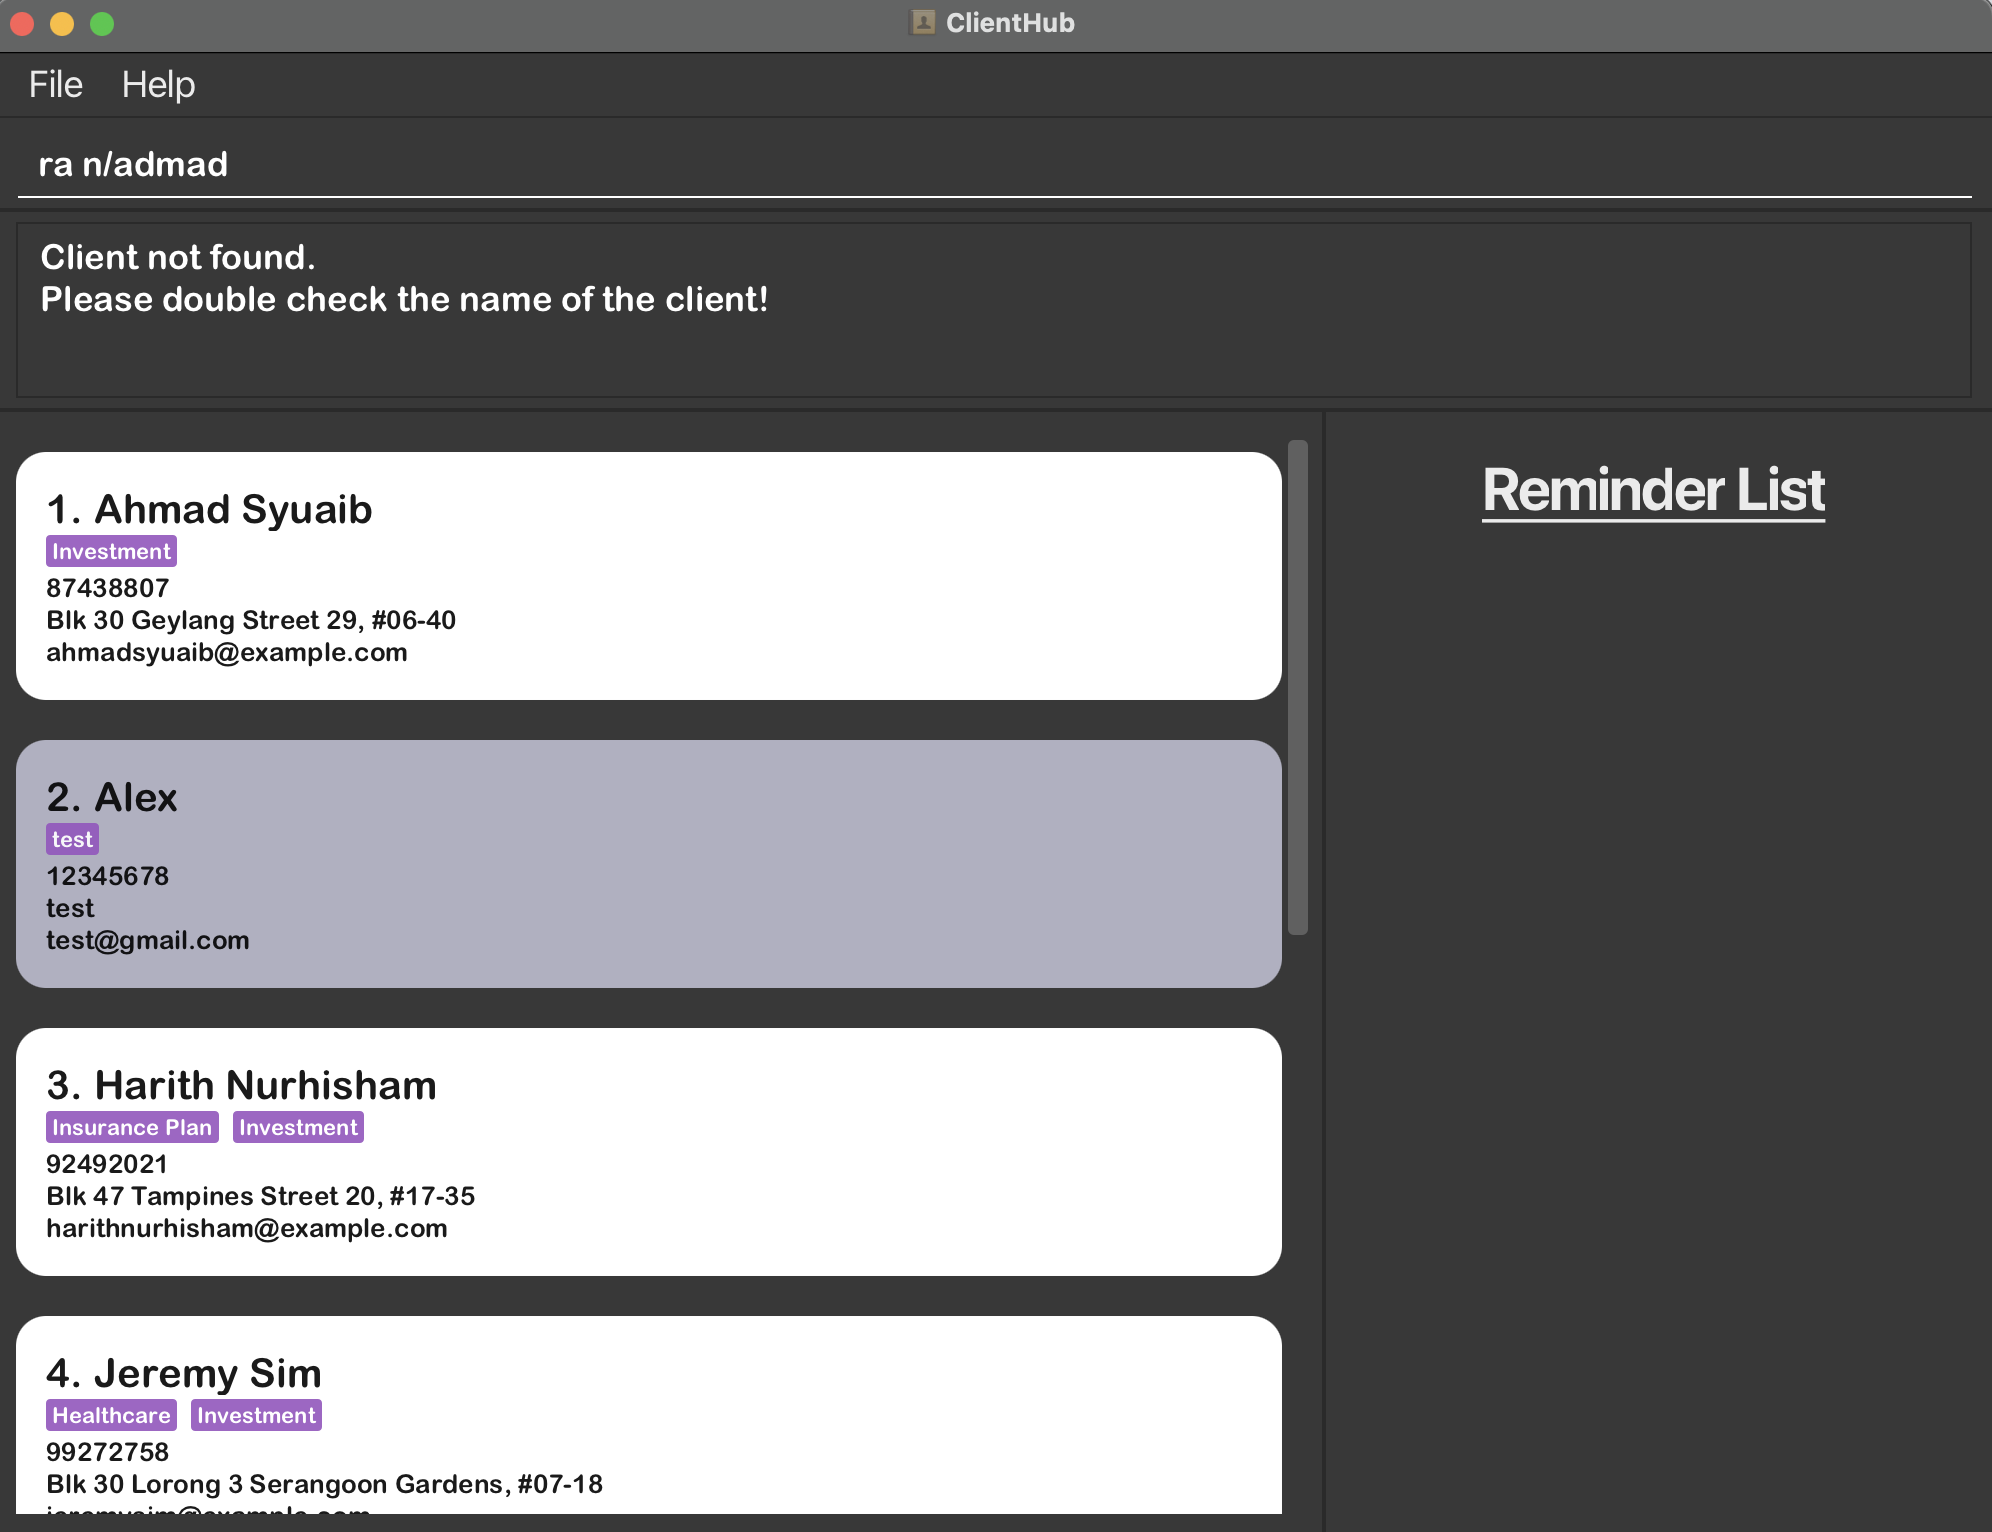 ClientHub
File Help
ra n/admad
Client not found.
Please double check the name of the client!
1. Ahmad Syuaib
Investment
87438807
Blk 30 Geylang Street 29, #06-40
ahmadsyuaib@example.com
2. Alex
test
12345678
test
test@gmail.com
3. Harith Nurhisham
Insurance Plan Investment
92492021
Blk 47 Tampines Street 20, #17-35
harithnurhisham@example.com
4. Jeremy Sim
Healthcare Investment
99272758
Blk 30 Lorong 3 Serangoon Gardens, #07-18
jeremysim@example.com
Reminder List